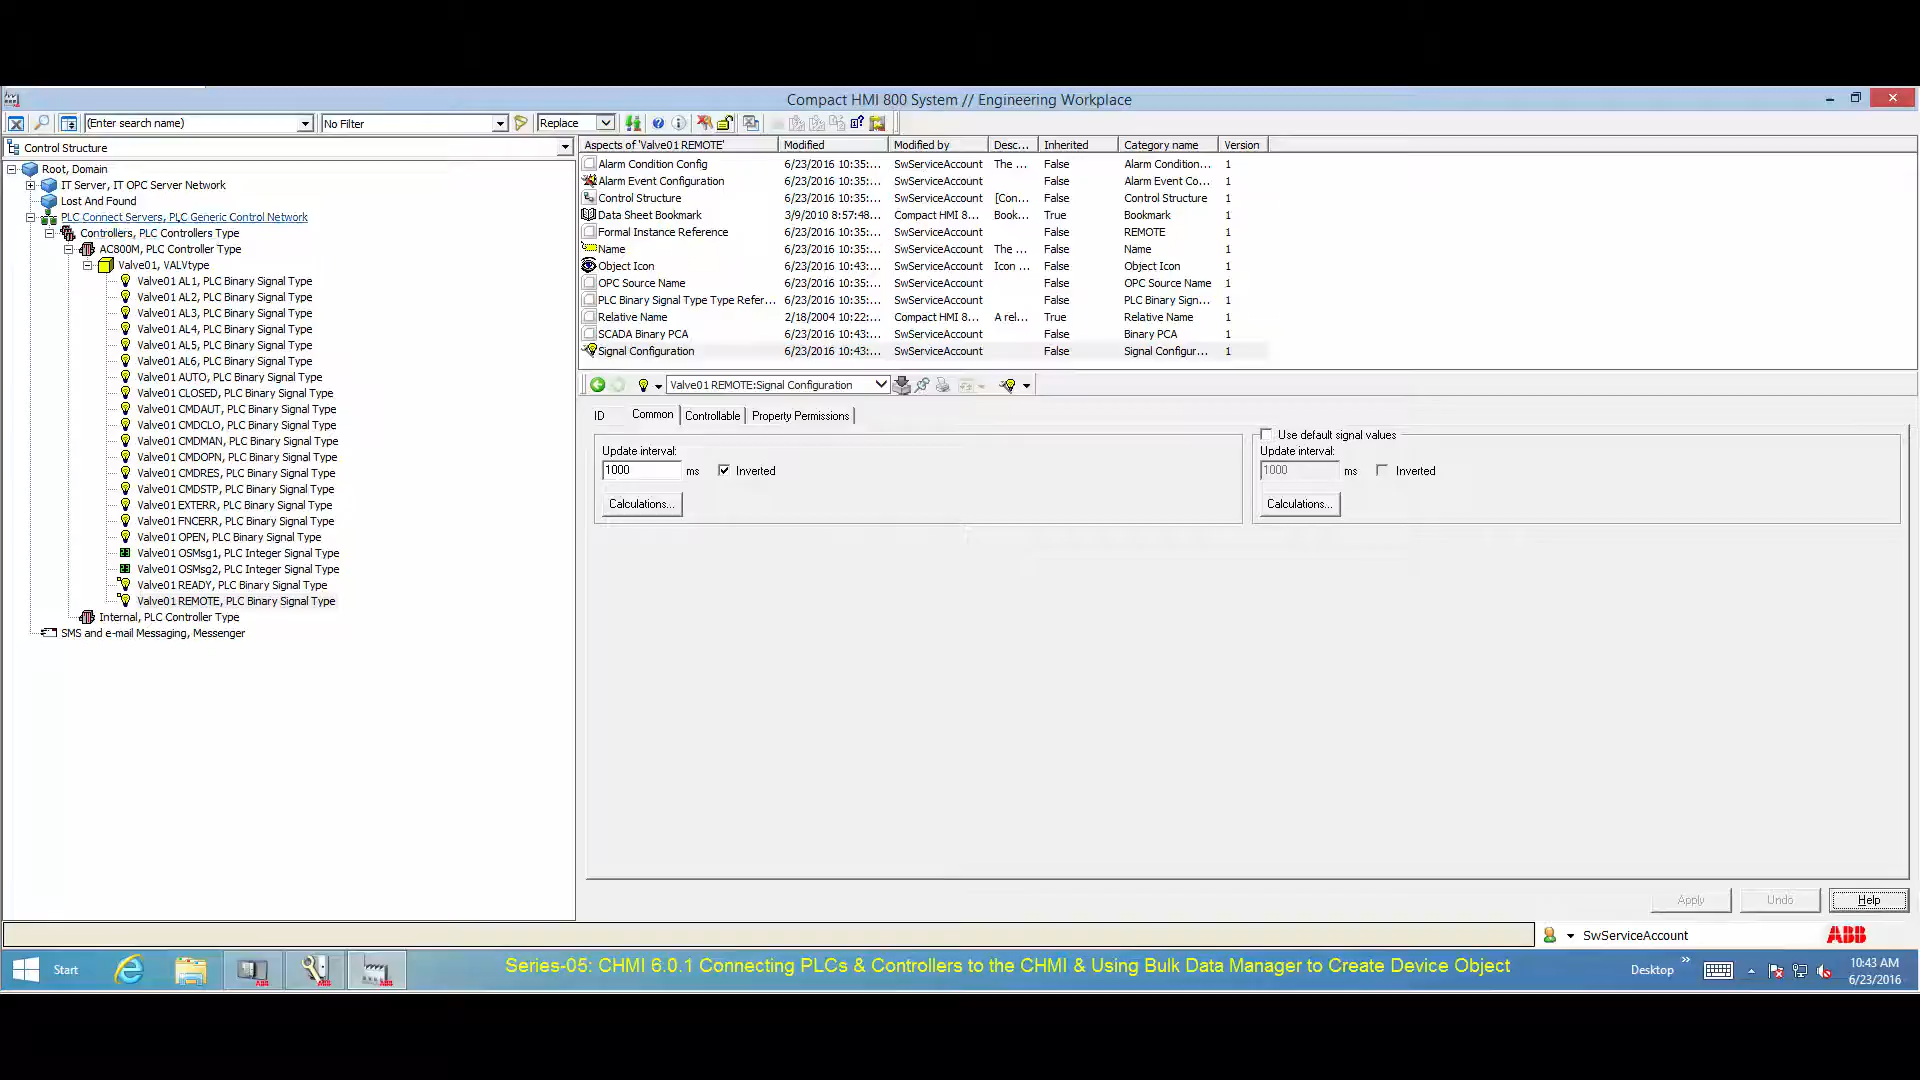 Compact HMI 800 System // Engineering Workplace
(Enter search name)
No Filter
Replace
Control Structure
Root, Domain
IT Server, IT OPC Server Network
Lost And Found
PLC Connect Servers, PLC Generic Control Network
Controllers, PLC Controllers Type
AC800M, PLC Controller Type
Valve01, VALVtype
Valve01 AL1, PLC Binary Signal Type
Valve01 AL2, PLC Binary Signal Type
Valve01 AL3, PLC Binary Signal Type
Valve01 AL4, PLC Binary Signal Type
Valve01 AL5, PLC Binary Signal Type
Valve01 AL6, PLC Binary Signal Type
Valve01 AUTO, PLC Binary Signal Type
Valve01 CLOSED, PLC Binary Signal Type
Valve01 CMDAUT, PLC Binary Signal Type
Valve01 CMDCLO, PLC Binary Signal Type
Valve01 CMDMAN, PLC Binary Signal Type
Valve01 CMDOPN, PLC Binary Signal Type
Valve01 CMDRES, PLC Binary Signal Type
Valve01 CMDSTP, PLC Binary Signal Type
Valve01 EXTERR, PLC Binary Signal Type
Valve01 FNCERR, PLC Binary Signal Type
Valve01 OPEN, PLC Binary Signal Type
Valve01 OSMsg1, PLC Integer Signal Type
Valve01 OSMsg2, PLC Integer Signal Type
Valve01 READY, PLC Binary Signal Type
Valve01 REMOTE, PLC Binary Signal Type
Internal, PLC Controller Type
SMS and e-mail Messaging, Messenger
Aspects of 'Valve01 REMOTE' Modified Modified by Desc... Inherited Category name Version
Alarm Condition Config 6/23/2016 10:35:... SwServiceAccount The ... False Alarm Condition... 1
Alarm Event Configuration 6/23/2016 10:35:... SwServiceAccount False Alarm Event Co... 1
Control Structure 6/23/2016 10:35:... SwServiceAccount [Con... False Control Structure 1
Data Sheet Bookmark 3/9/2010 8:57:48... Compact HMI 8... Book... True Bookmark 1
Formal Instance Reference 6/23/2016 10:35:... SwServiceAccount False REMOTE 1
Name 6/23/2016 10:35:... SwServiceAccount The ... False Name 1
Object Icon 6/23/2016 10:43:... SwServiceAccount Icon ... False Object Icon 1
OPC Source Name 6/23/2016 10:35:... SwServiceAccount False OPC Source Name 1
PLC Binary Signal Type Type Refer... 6/23/2016 10:35:... SwServiceAccount False PLC Binary Sign... 1
Relative Name 2/18/2004 10:22:... Compact HMI 8... A rel... True Relative Name 1
SCADA Binary PCA 6/23/2016 10:43:... SwServiceAccount False Binary PCA 1
Signal Configuration 6/23/2016 10:43:... SwServiceAccount False Signal Configur... 1
Valve01 REMOTE:Signal Configuration
ID Common Controllable Property Permissions
Update interval:
1000 ms Inverted
Calculations...
Use default signal values
Update interval:
1000 ms Inverted
Calculations...
Apply Undo Help
SwServiceAccount ABB
Start
Series-05: CHMI 6.0.1 Connecting PLCs & Controllers to the CHMI & Using Bulk Data Manager to Create Device Object
Desktop
10:43 AM
6/23/2016